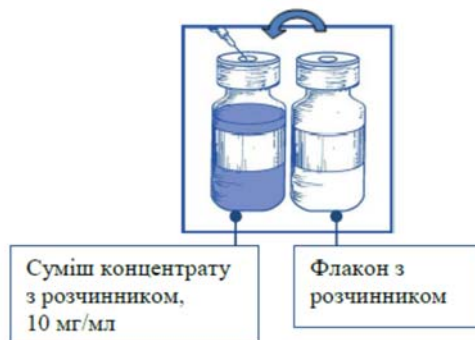 Суміш концентрату
з розчинником,
10 мг/мл
Флакон з
розчинником